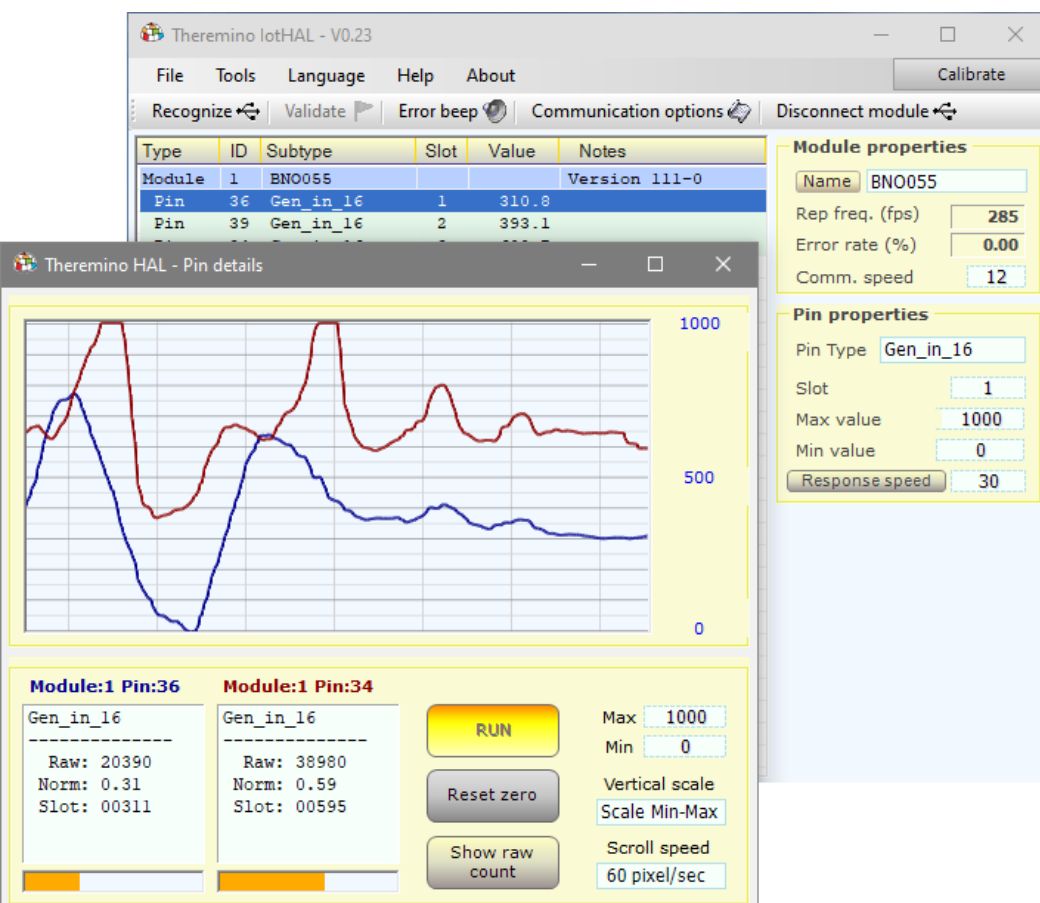 Theremino IotHAL - V0.23
File Tools Language Help About Calibrate
Recognize Validate Error beep Communication options Disconnect module
Type ID Subtype Slot Value Notes
Module 1 BNO055 Version 111-0
Pin 36 Gen_in_16 1 310.8
Pin 39 Gen_in_16 2 393.1
Module properties
Name BNO055
Rep freq. (fps) 285
Error rate (%) 0.00
Comm. speed 12
Pin properties
Pin Type Gen_in_16
Slot 1
Max value 1000
Min value 0
Response speed 30
Theremino HAL - Pin details
1000
500
0
Module:1 Pin:36
Gen_in_16
--------------
Raw: 20390
Norm: 0.31
Slot: 00311
Module:1 Pin:34
Gen_in_16
--------------
Raw: 38980
Norm: 0.59
Slot: 00595
RUN
Reset zero
Show raw
count
Max 1000
Min 0
Vertical scale
Scale Min-Max
Scroll speed
60 pixel/sec